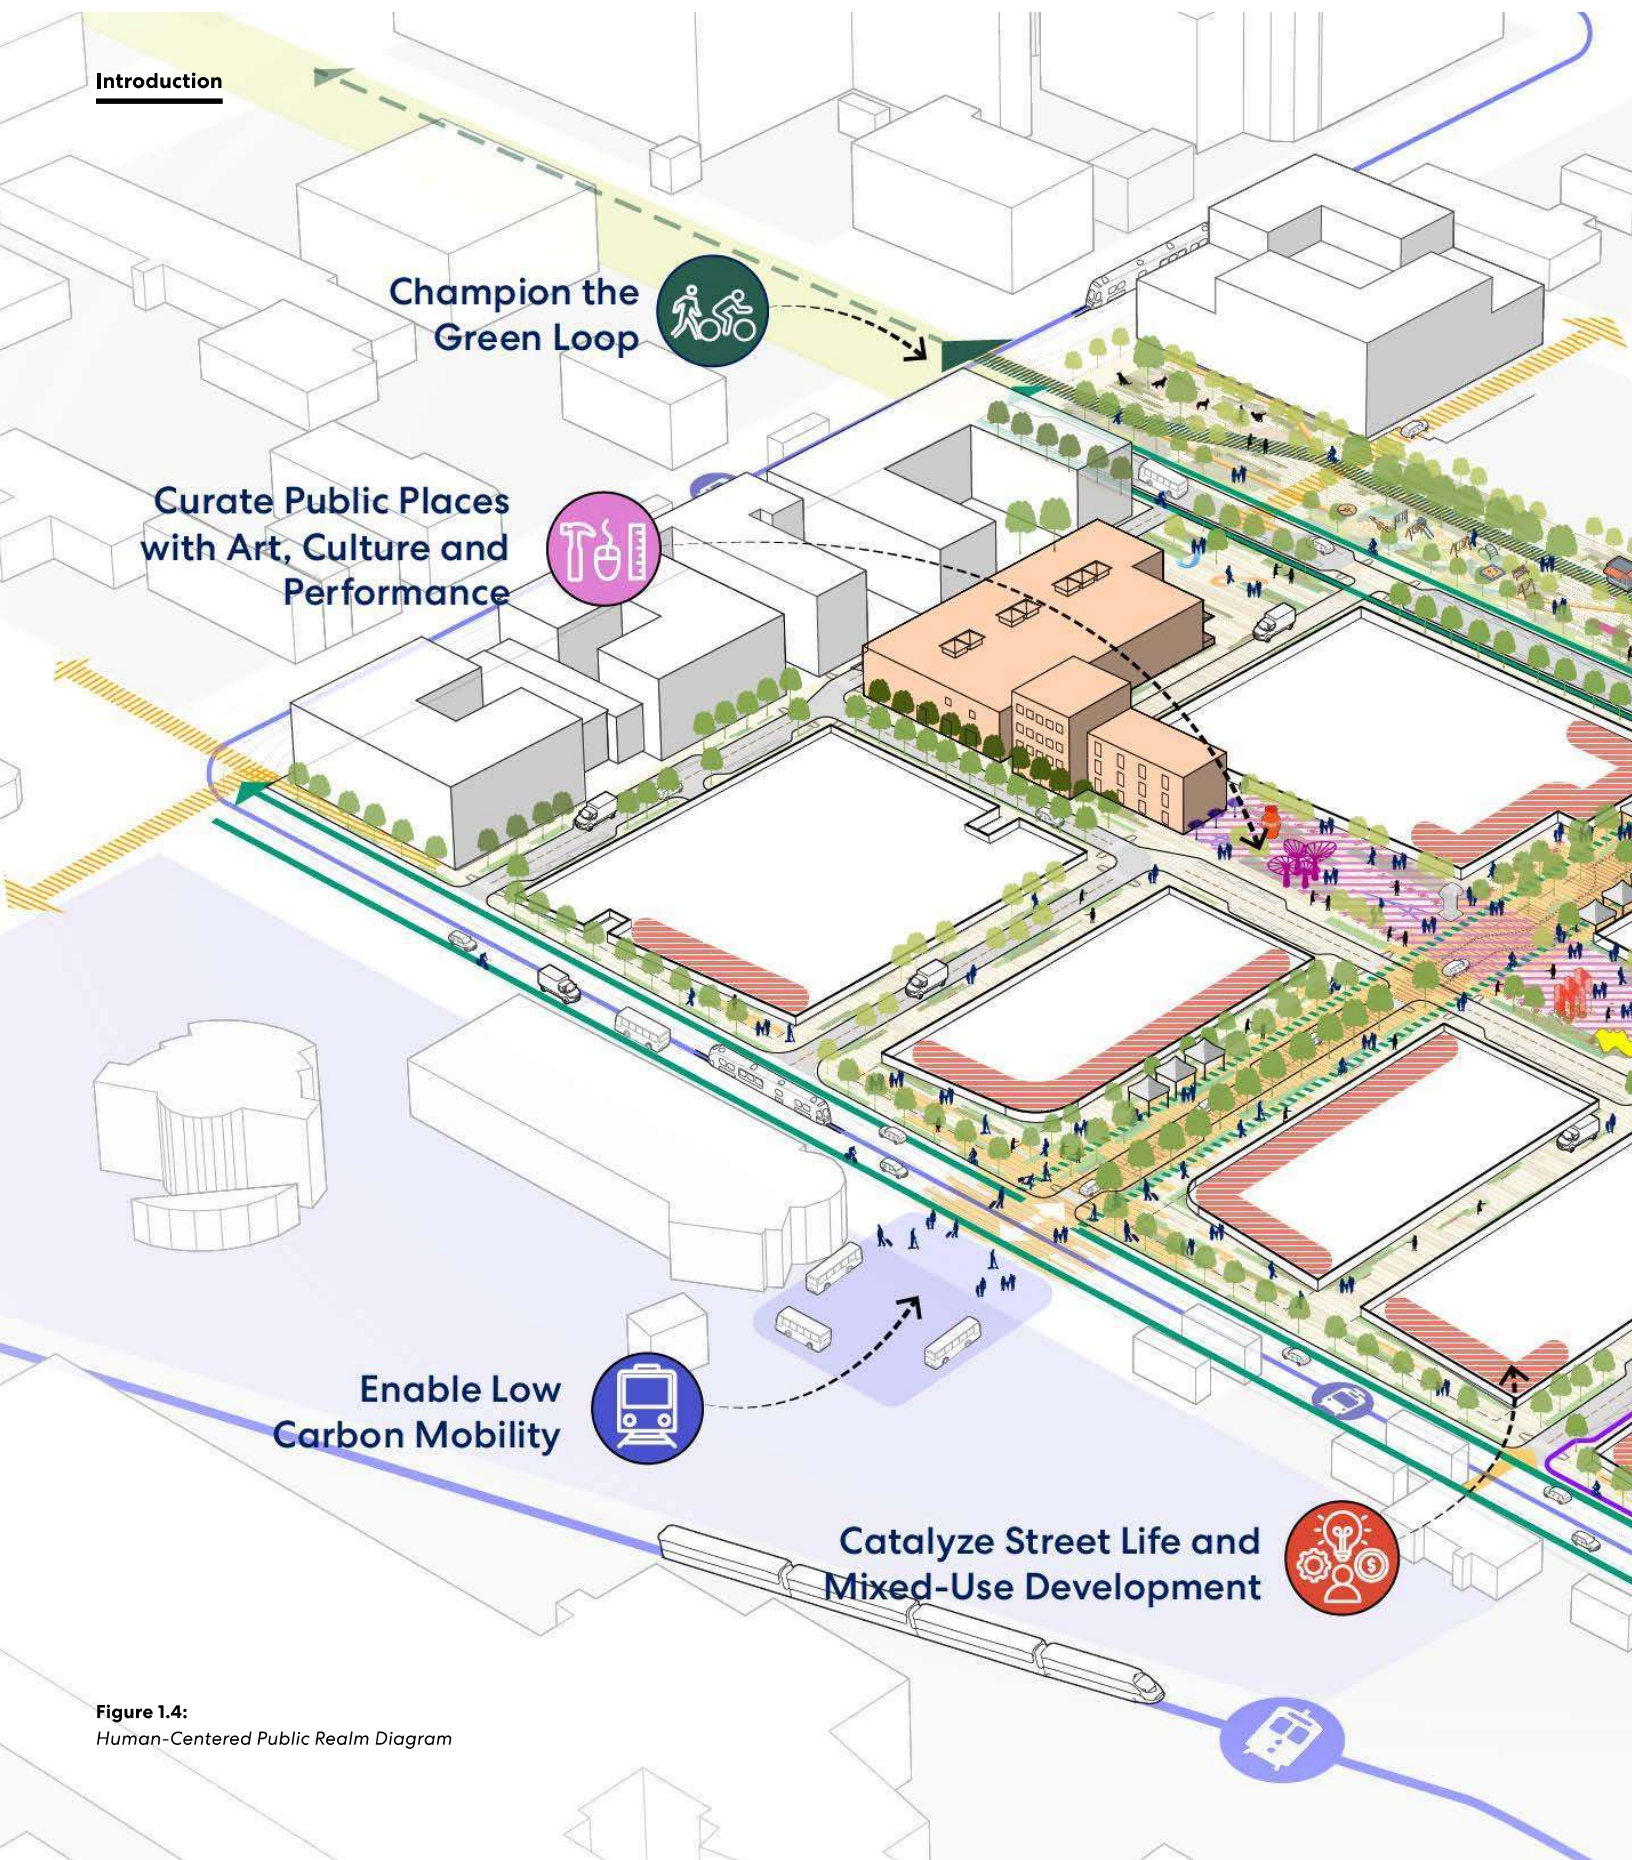 Introduction
Champion the
Green Loop
Curate Public Places
with Art, Culture and
Performance
Enable Low
Carbon Mobility
Catalyze Street Life and
Mixed-Use Development
Figure 1.4:
Human-Centered Public Realm Diagram